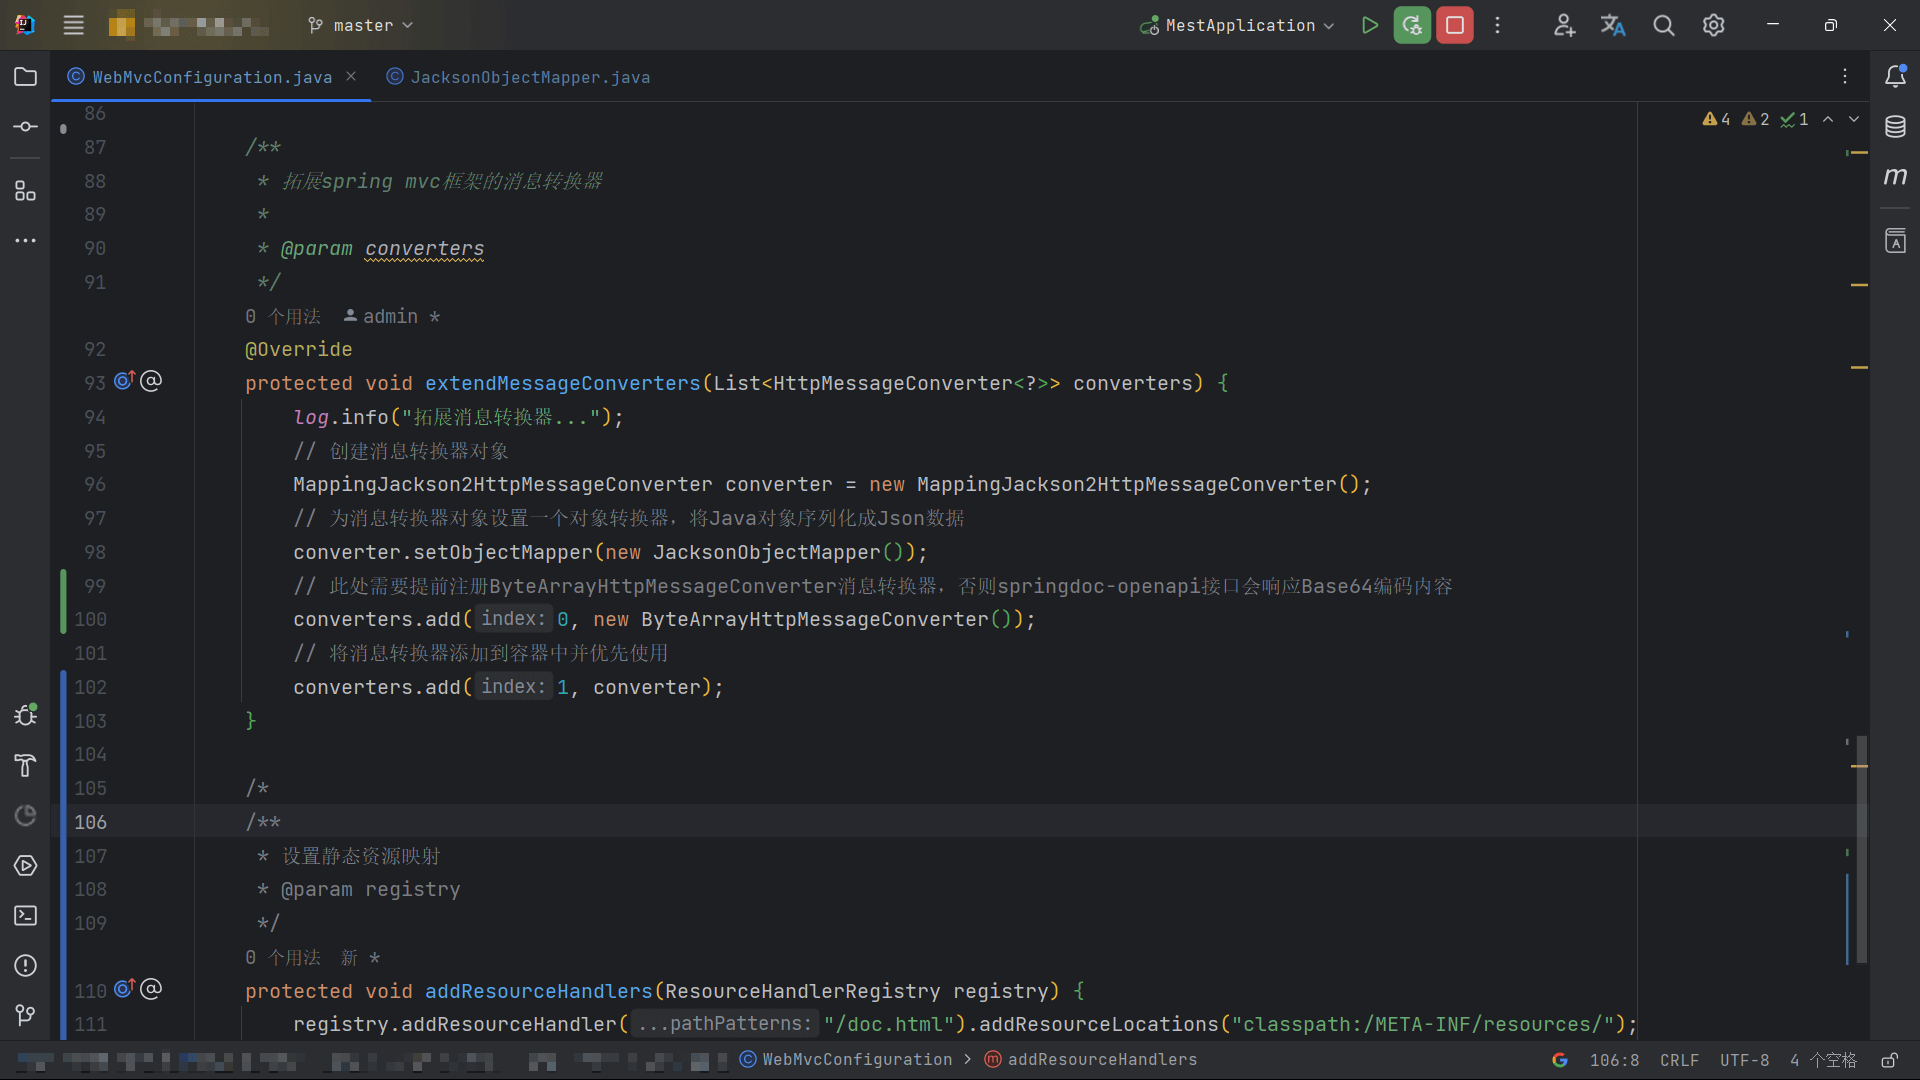 master
MestApplication
WebMvcConfiguration.java
JacksonObjectMapper.java
4 2 1
86
87 /**
88 * 拓展spring mvc框架的消息转换器
89 *
90 * @param converters
91 */
0 个用法 admin *
92 @Override
93 protected void extendMessageConverters(List<HttpMessageConverter<?>> converters) {
94 log.info("拓展消息转换器...");
95 // 创建消息转换器对象
96 MappingJackson2HttpMessageConverter converter = new MappingJackson2HttpMessageConverter();
97 // 为消息转换器对象设置一个对象转换器，将Java对象序列化成Json数据
98 converter.setObjectMapper(new JacksonObjectMapper());
99 // 此处需要提前注册ByteArrayHttpMessageConverter消息转换器，否则springdoc-openapi接口会响应Base64编码内容
100 converters.add( index: 0, new ByteArrayHttpMessageConverter());
101 // 将消息转换器添加到容器中并优先使用
102 converters.add( index: 1, converter);
103 }
104
105 /*
106 /**
107 * 设置静态资源映射
108 * @param registry
109 */
0 个用法 新 *
110 protected void addResourceHandlers(ResourceHandlerRegistry registry) {
111 registry.addResourceHandler( ...pathPatterns: "/doc.html").addResourceLocations("classpath:/META-INF/resources/");
WebMvcConfiguration > addResourceHandlers
106:8 CRLF UTF-8 4 个空格